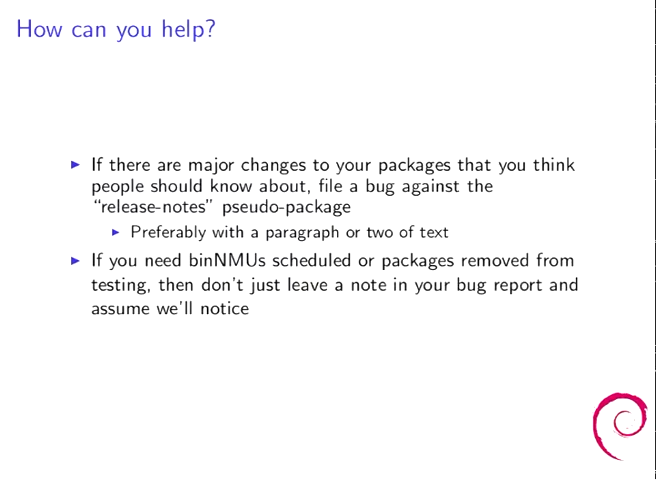 How can you help?
If there are major changes to your packages that you think
people should know about, file a bug against the
“release-notes” pseudo-package
Preferably with a paragraph or two of text
If you need binNMUs scheduled or packages removed from
testing, then don't just leave a note in your bug report and
assume we'll notice